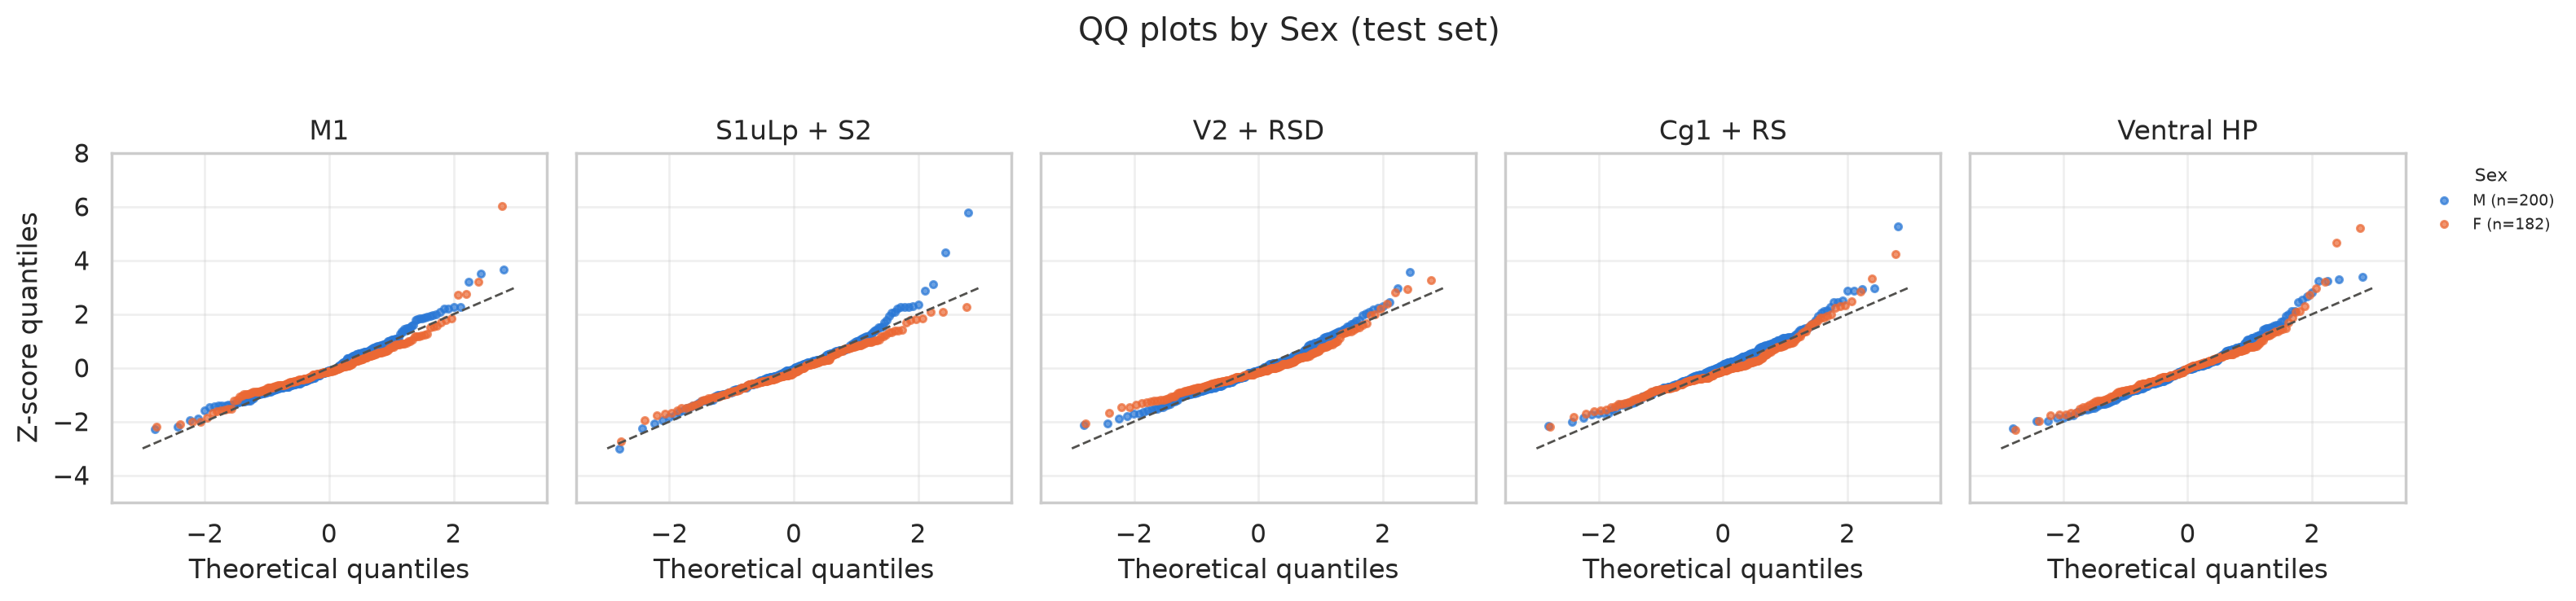 QQ plots by Sex (test set)
M1
S1uLp + S2
V2 + RSD
Cg1 + RS
Ventral HP
Z-score quantiles
8
6
4
2
0
−2
−4
Sex
M (n=200)
F (n=182)
−2 0 2
−2 0 2
−2 0 2
−2 0 2
−2 0 2
Theoretical quantiles
Theoretical quantiles
Theoretical quantiles
Theoretical quantiles
Theoretical quantiles